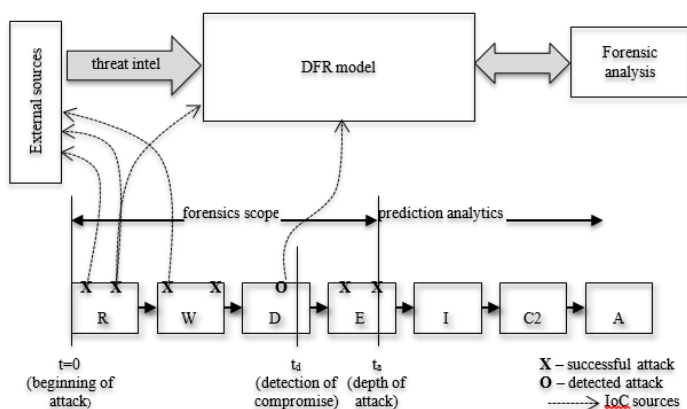 External sources
threat intel
DFR model
Forensic
analysis
forensics scope
prediction analytics
X X X X O X X
R W D E I C2 A
t=0
(beginning of
attack)
td
(detection of
compromise)
ta
(depth of
attack)
X – successful attack
O – detected attack
IoC sources